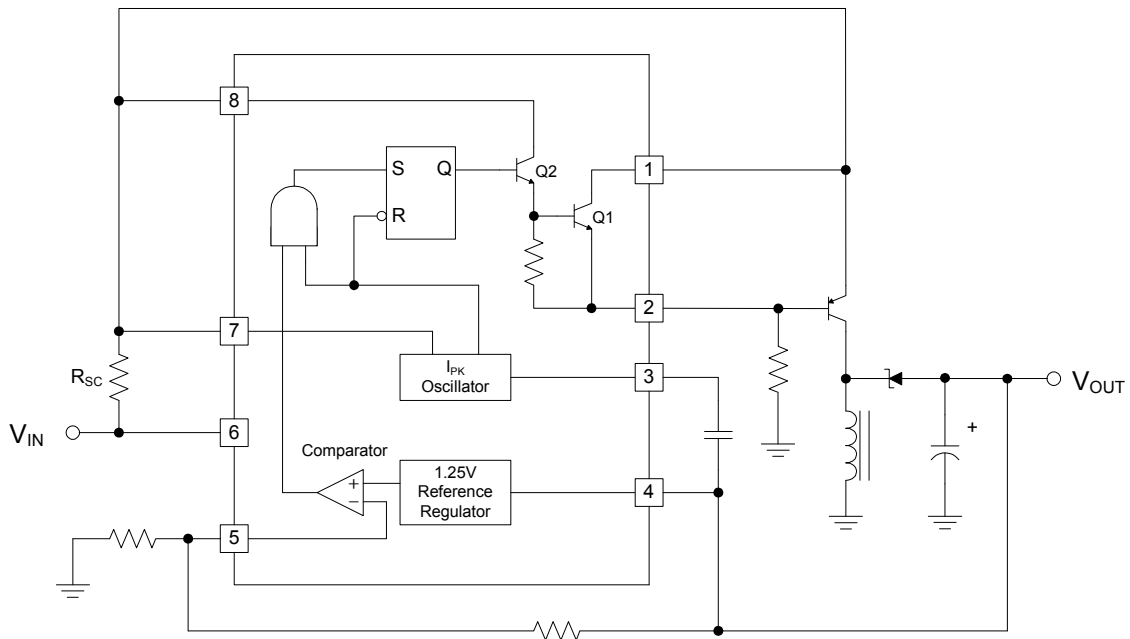 8
S Q
R
Q2
1
Q1
2
7
I_PK
Oscillator
3
R_SC
V_IN
6
V_OUT
+
Comparator
+
−
1.25V
Reference
Regulator
4
5